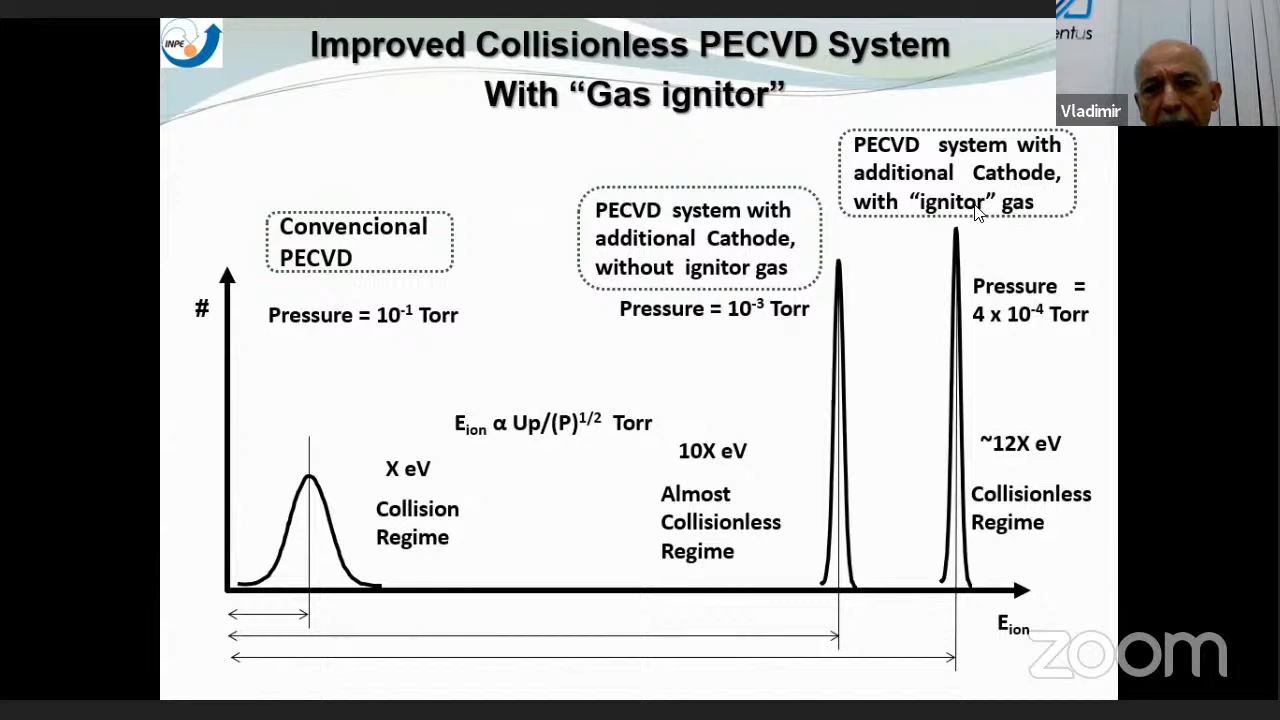 Improved Collisionless PECVD System
With “Gas ignitor”
INPE
entus
Vladimir
PECVD system with
additional Cathode,
with “ignitor” gas
PECVD system with
additional Cathode,
without ignitor gas
Convencional
PECVD
#
Pressure = 10⁻¹ Torr
Pressure = 10⁻³ Torr
Pressure =
4 x 10⁻⁴ Torr
Eion α Up/(P)¹/² Torr
X eV
Collision
Regime
10X eV
Almost
Collisionless
Regime
~12X eV
Collisionless
Regime
Eion
zoom